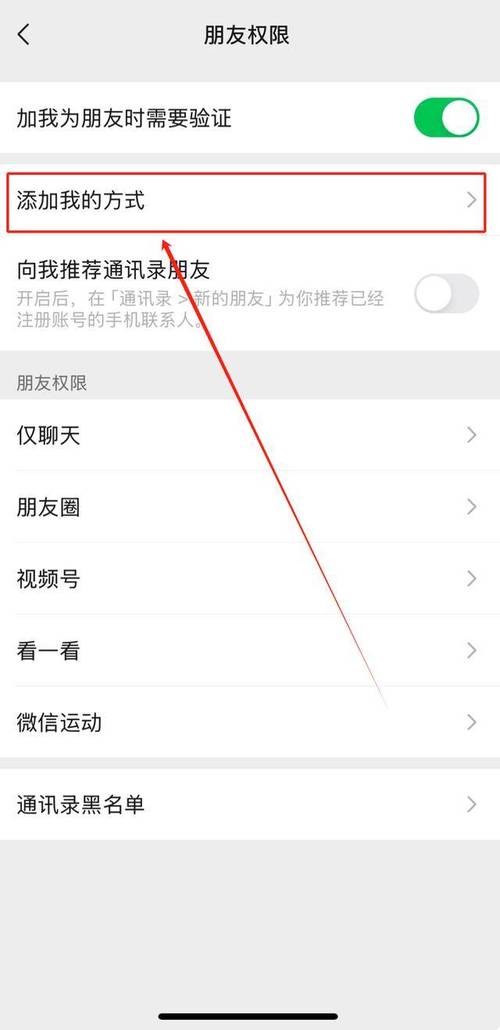 朋友权限
加我为朋友时需要验证
添加我的方式
向我推荐通讯录朋友
开启后，在「通讯录 > 新的朋友」为你推荐已经
注册账号的手机联系人。
朋友权限
仅聊天
朋友圈
视频号
看一看
微信运动
通讯录黑名单